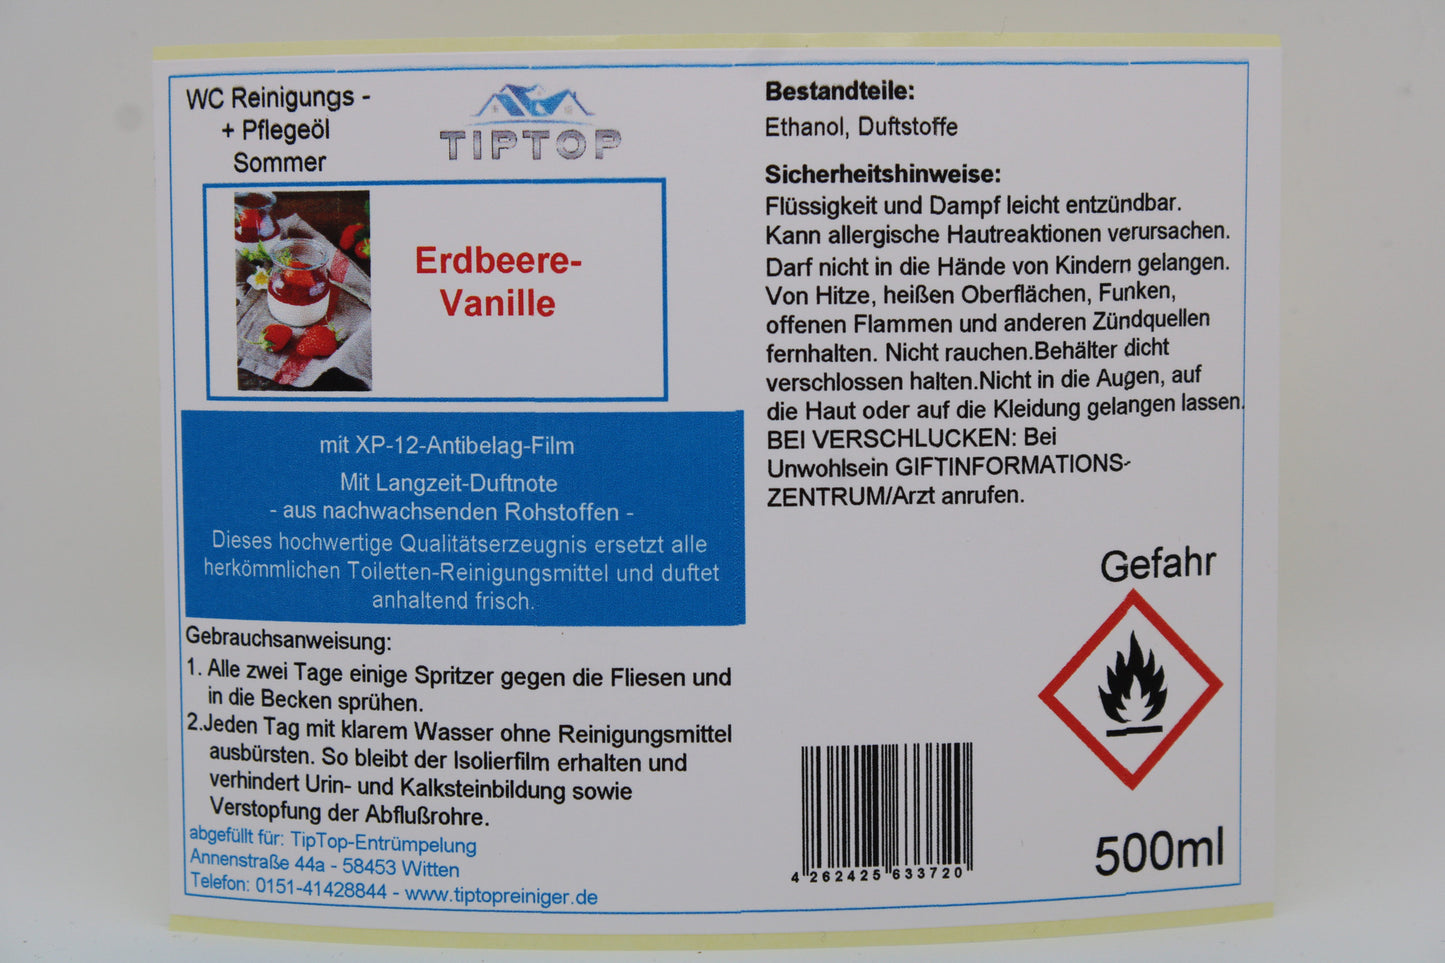 WC Reinigungs -
+ Pflegeöl
Sommer
TIPTOP
Erdbeere-
Vanille
mit XP-12-Antibelag-Film
Mit Langzeit-Duftnote
- aus nachwachsenden Rohstoffen -
Dieses hochwertige Qualitätserzeugnis ersetzt alle
herkömmlichen Toiletten-Reinigungsmittel und duftet
anhaltend frisch.
Gebrauchsanweisung:
1. Alle zwei Tage einige Spritzer gegen die Fliesen und
in die Becken sprühen.
2.Jeden Tag mit klarem Wasser ohne Reinigungsmittel
ausbürsten. So bleibt der Isolierfilm erhalten und
verhindert Urin- und Kalksteinbildung sowie
Verstopfung der Abflußrohre.
abgefüllt für: TipTop-Entrümpelung
Annenstraße 44a - 58453 Witten
Telefon: 0151-41428844 - www.tiptopreiniger.de
Bestandteile:
Ethanol, Duftstoffe
Sicherheitshinweise:
Flüssigkeit und Dampf leicht entzündbar.
Kann allergische Hautreaktionen verursachen.
Darf nicht in die Hände von Kindern gelangen.
Von Hitze, heißen Oberflächen, Funken,
offenen Flammen und anderen Zündquellen
fernhalten. Nicht rauchen.Behälter dicht
verschlossen halten.Nicht in die Augen, auf
die Haut oder auf die Kleidung gelangen lassen.
BEI VERSCHLUCKEN: Bei
Unwohlsein GIFTINFORMATIONS-
ZENTRUM/Arzt anrufen.
Gefahr
4 262425 633720
500ml